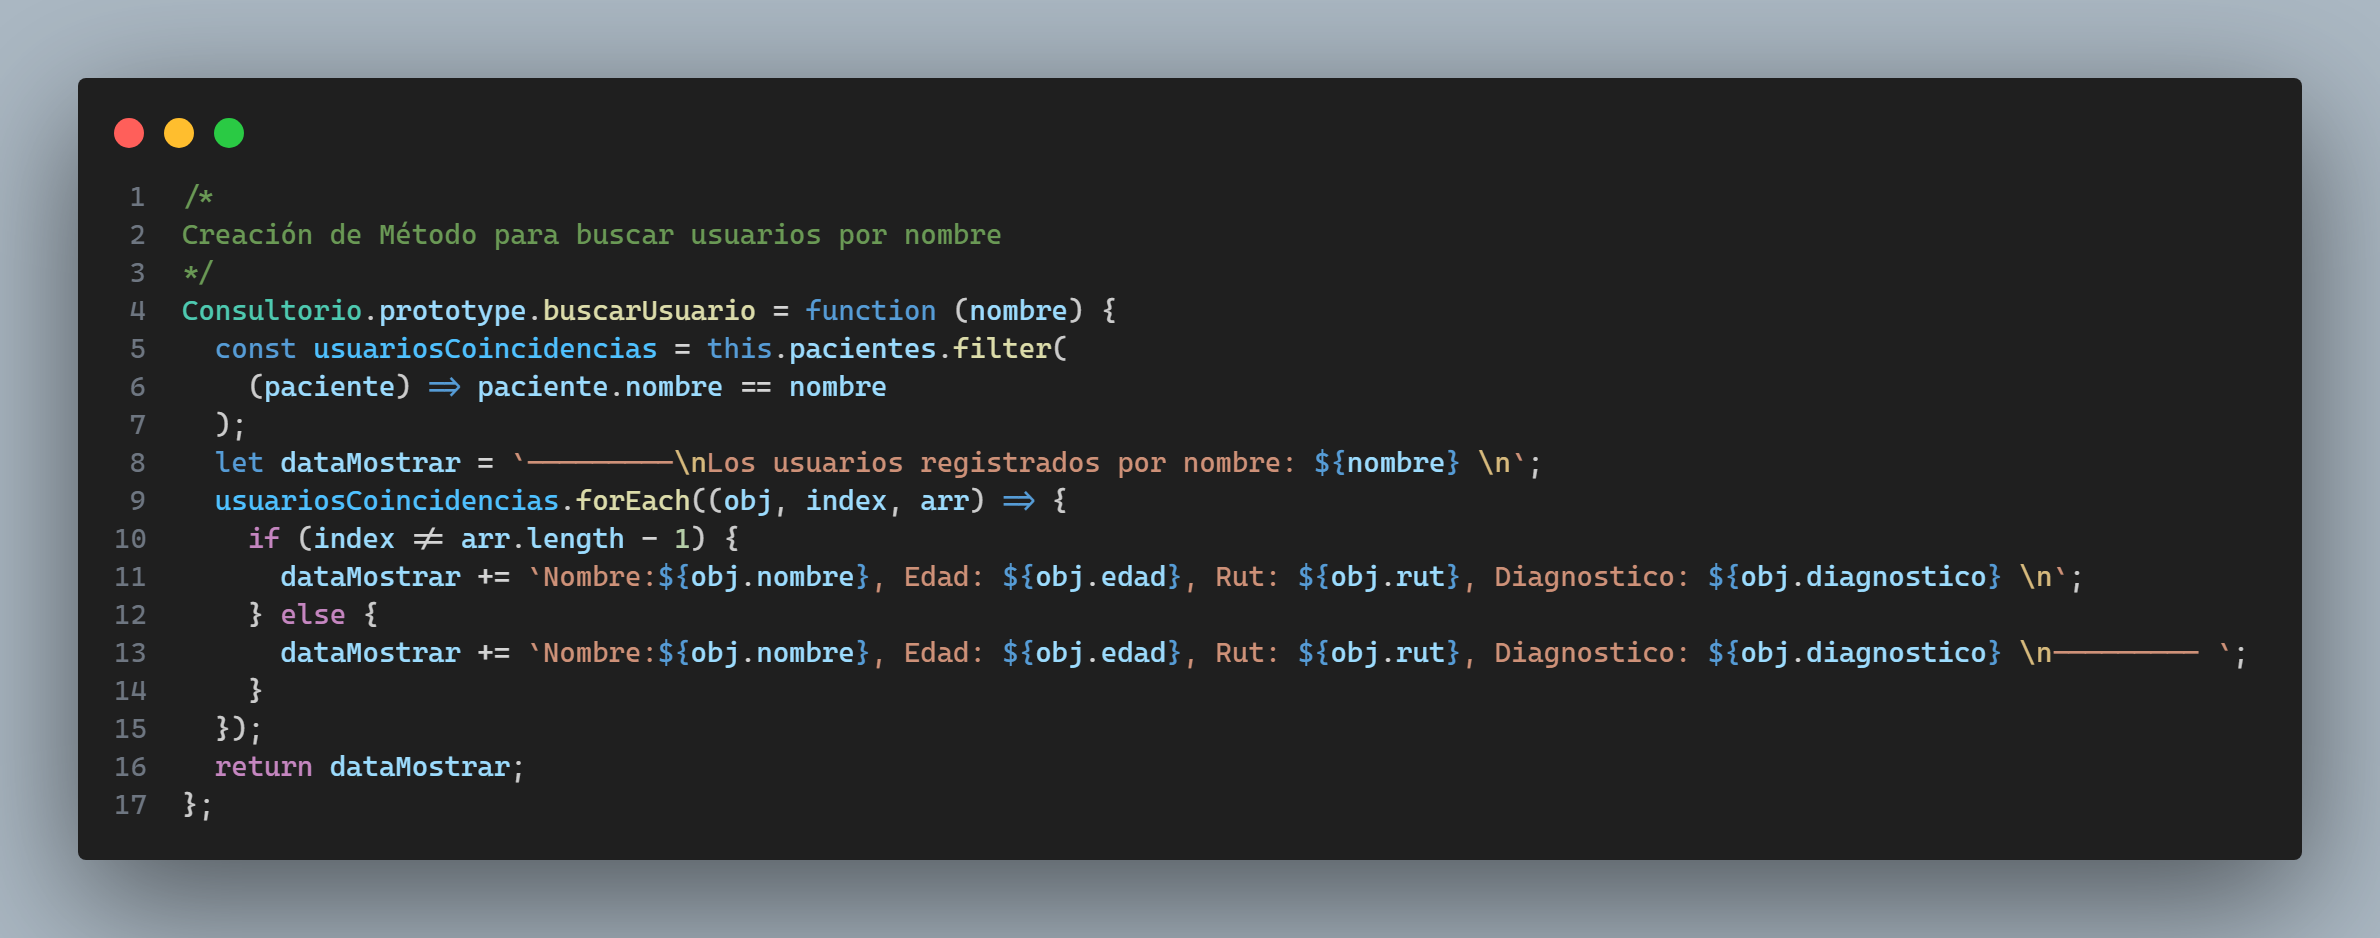 1 /*
2 Creación de Método para buscar usuarios por nombre
3 */
4 Consultorio.prototype.buscarUsuario = function (nombre) {
5   const usuariosCoincidencias = this.pacientes.filter(
6     (paciente) => paciente.nombre == nombre
7   );
8   let dataMostrar = `---------\nLos usuarios registrados por nombre: ${nombre} \n`;
9   usuariosCoincidencias.forEach((obj, index, arr) => {
10     if (index != arr.length - 1) {
11       dataMostrar += `Nombre:${obj.nombre}, Edad: ${obj.edad}, Rut: ${obj.rut}, Diagnostico: ${obj.diagnostico} \n`;
12     } else {
13       dataMostrar += `Nombre:${obj.nombre}, Edad: ${obj.edad}, Rut: ${obj.rut}, Diagnostico: ${obj.diagnostico} \n--------- `;
14     }
15   });
16   return dataMostrar;
17 };